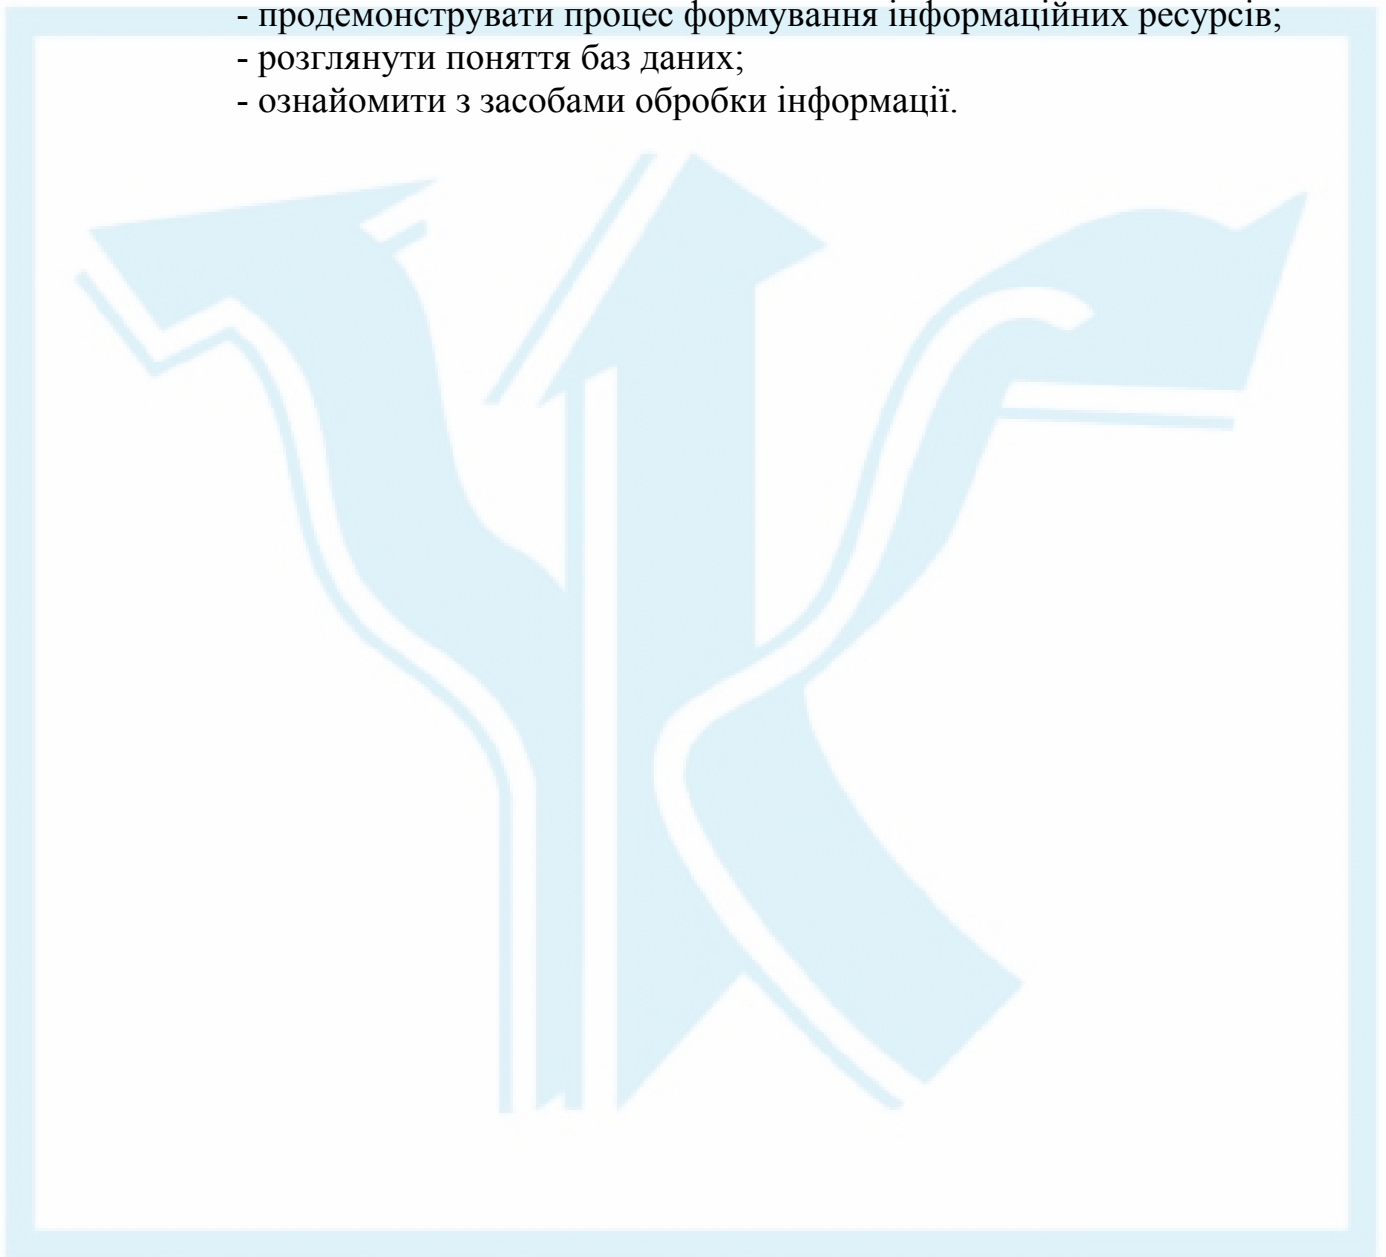 - продемонструвати процес формування інформаційних ресурсів;
- розглянути поняття баз даних;
- ознайомити з засобами обробки інформації.